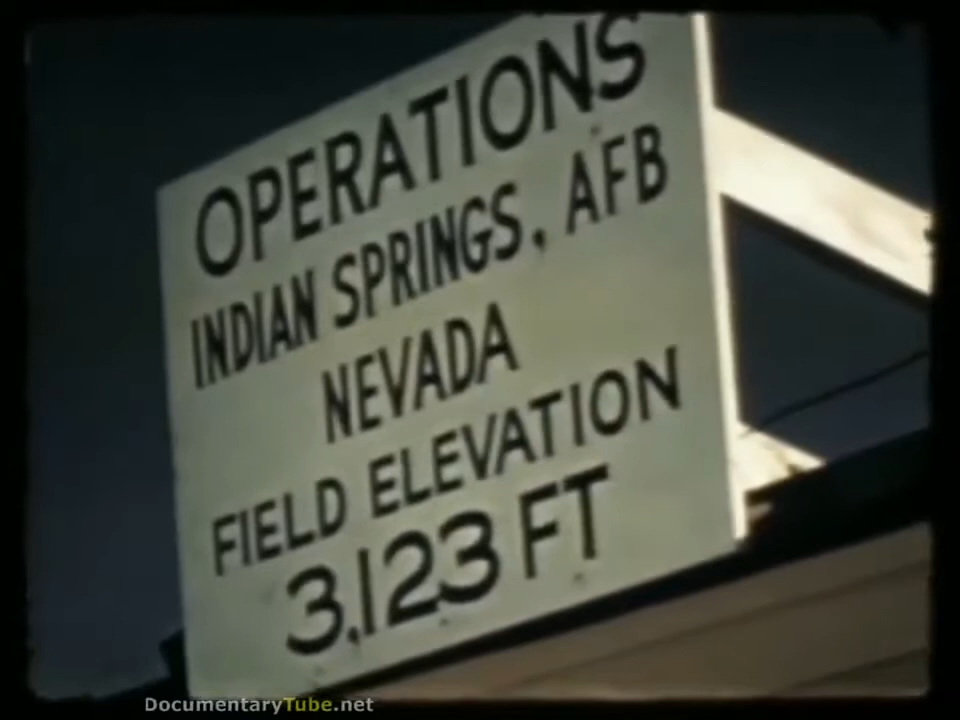 OPERATIONS
INDIAN SPRINGS, AFB
NEVADA
FIELD ELEVATION
3,123 FT
DocumentaryTube.net